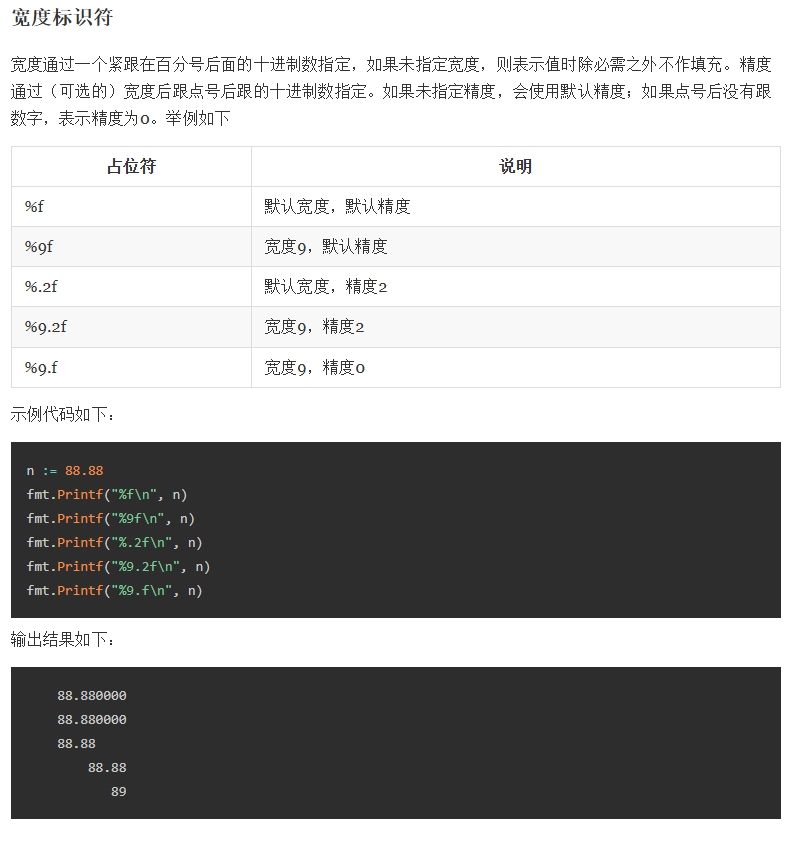 宽度标识符
宽度通过一个紧跟在百分号后面的十进制数指定，如果未指定宽度，则表示值时除必需之外不作填充。精度
通过（可选的）宽度后跟点号后跟的十进制数指定。如果未指定精度，会使用默认精度；如果点号后没有跟
数字，表示精度为0。举例如下
占位符 说明
%f 默认宽度，默认精度
%9f 宽度9，默认精度
%.2f 默认宽度，精度2
%9.2f 宽度9，精度2
%9.f 宽度9，精度0
示例代码如下：
n := 88.88
fmt.Printf("%f\n", n)
fmt.Printf("%9f\n", n)
fmt.Printf("%.2f\n", n)
fmt.Printf("%9.2f\n", n)
fmt.Printf("%9.f\n", n)
输出结果如下：
    88.880000
    88.880000
    88.88
        88.88
           89